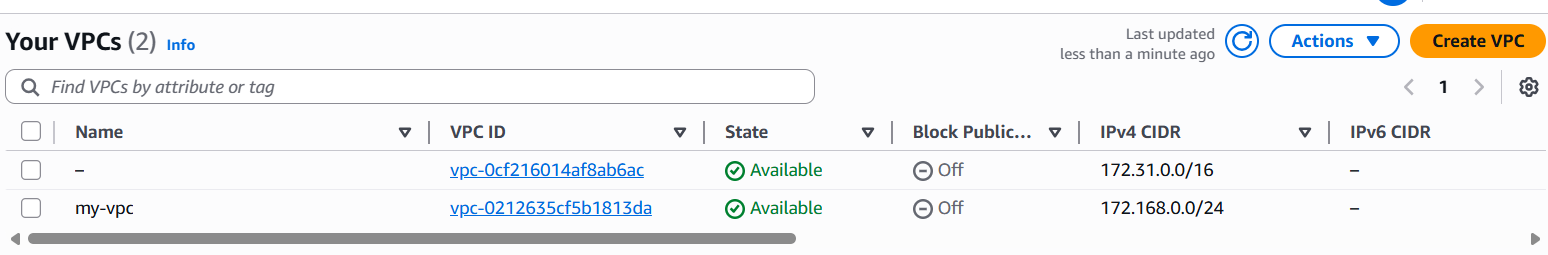 Your VPCs (2) Info
Last updated
less than a minute ago
Actions
Create VPC
Find VPCs by attribute or tag
1
Name VPC ID State Block Public... IPv4 CIDR IPv6 CIDR
– vpc-0cf216014af8ab6ac Available Off 172.31.0.0/16 –
my-vpc vpc-0212635cf5b1813da Available Off 172.168.0.0/24 –